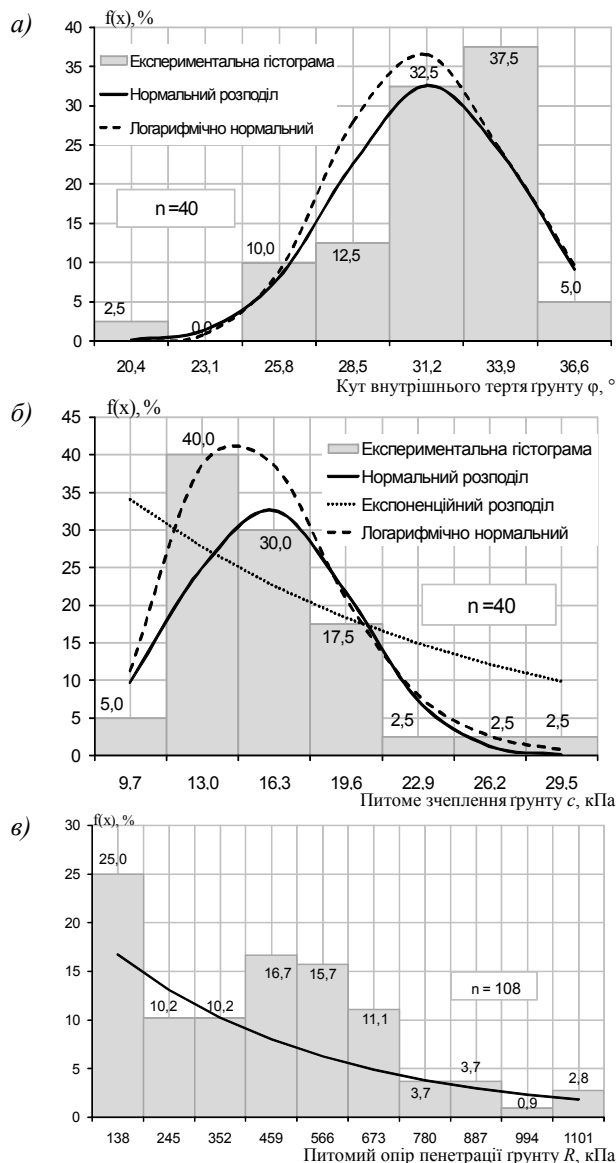 а)
f(x), %
40
35
30
25
20
15
10
5
0
Експериментальна гістограма
Нормальний розподіл
Логарифмічно нормальний
n =40
2,5
0,0
10,0
12,5
32,5
37,5
5,0
20,4 23,1 25,8 28,5 31,2 33,9 36,6
Кут внутрішнього тертя ґрунту φ, °
б)
f(x), %
45
40
35
30
25
20
15
10
5
0
Експериментальна гістограма
Нормальний розподіл
Експоненційний розподіл
Логарифмічно нормальний
n=40
5,0
40,0
30,0
17,5
2,5
2,5
2,5
9,7 13.0 16,3 19,6 22,9 26,2 29,5
Питоме зчеплення ґрунту c, кПа
в)
f(x), %
30
25
20
15
10
5
0
n = 108
25,0
10,2
10,2
16,7
15,7
11,1
3,7
3,7
0,9
2,8
138 245 352 459 566 673 780 887 994 1101
Питомий опір пенетрації ґрунту R, кПа